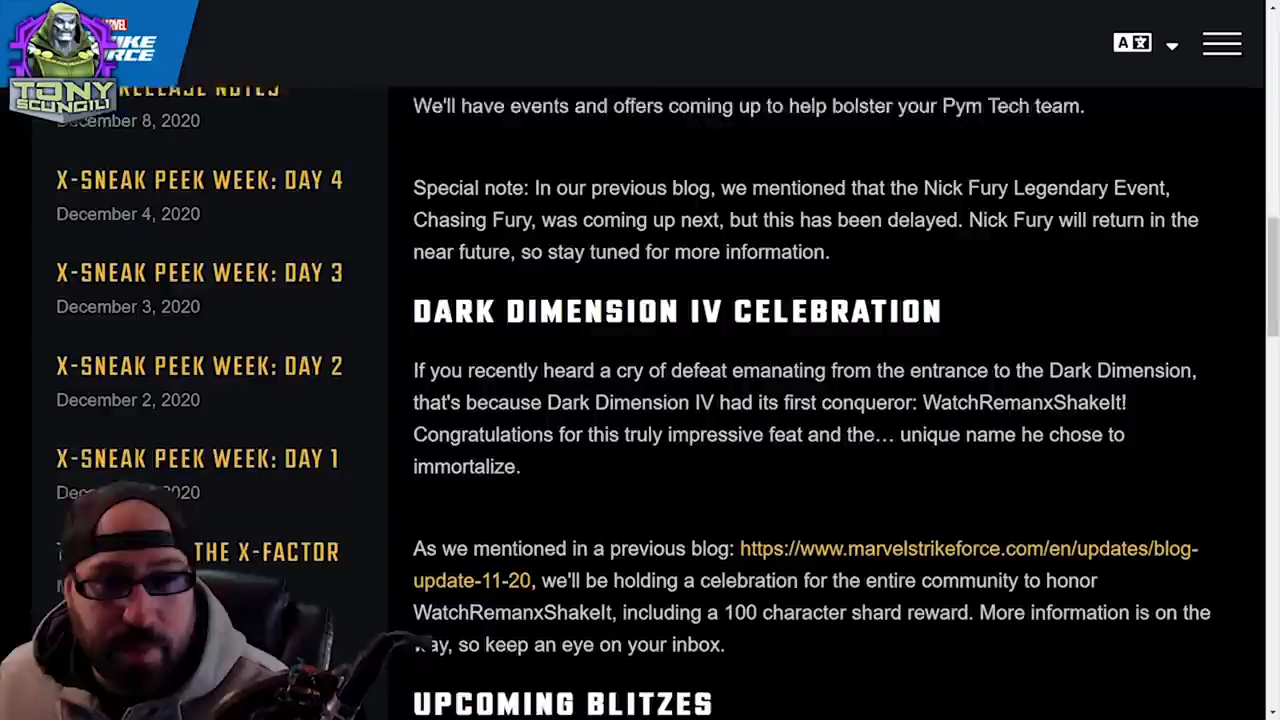 MARVEL
TONY
SCUNGILI
RELEASE NOTES
December 8, 2020
X-SNEAK PEEK WEEK: DAY 4
December 4, 2020
X-SNEAK PEEK WEEK: DAY 3
December 3, 2020
X-SNEAK PEEK WEEK: DAY 2
December 2, 2020
X-SNEAK PEEK WEEK: DAY 1
THE X-FACTOR
We'll have events and offers coming up to help bolster your Pym Tech team.
Special note: In our previous blog, we mentioned that the Nick Fury Legendary Event,
Chasing Fury, was coming up next, but this has been delayed. Nick Fury will return in the
near future, so stay tuned for more information.
DARK DIMENSION IV CELEBRATION
If you recently heard a cry of defeat emanating from the entrance to the Dark Dimension,
that's because Dark Dimension IV had its first conqueror: WatchRemanxShakeIt!
Congratulations for this truly impressive feat and the… unique name he chose to
immortalize.
As we mentioned in a previous blog: https://www.marvelstrikeforce.com/en/updates/blog-
update-11-20, we'll be holding a celebration for the entire community to honor
WatchRemanxShakeIt, including a 100 character shard reward. More information is on the
way, so keep an eye on your inbox.
UPCOMING BLITZES